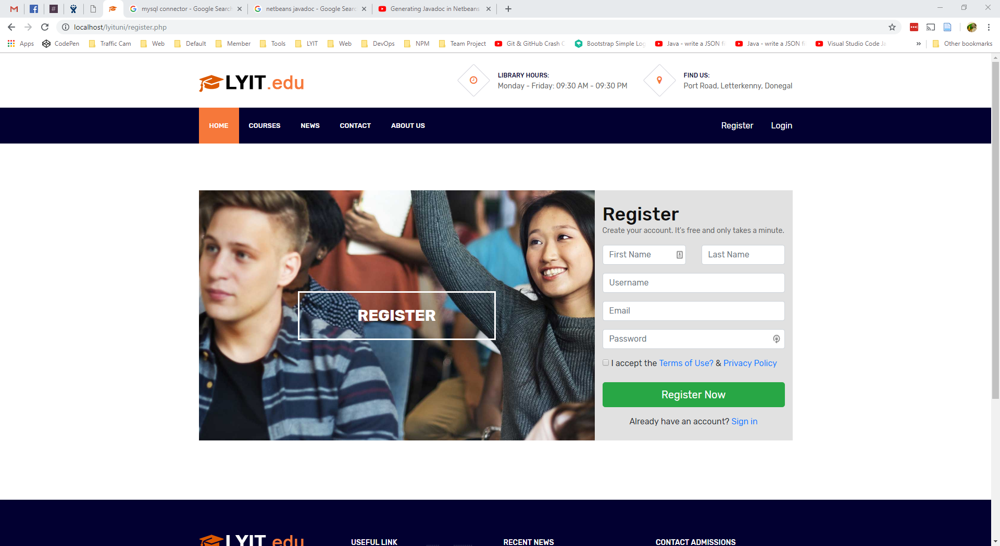 mysql connector - Google Search
netbeans javadoc - Google Searc
Generating Javadoc in Netbeans
localhost/lyituni/register.php
Apps
CodePen
Traffic Cam
Web
Default
Member
Tools
LYIT
Web
DevOps
NPM
Team Project
Git & GitHub Crash C
Bootstrap Simple Log
Java - write a JSON fi
Java - write a JSON fi
Visual Studio Code Ja
»
Other bookmarks
LYIT.edu
LIBRARY HOURS:
Monday - Friday: 09:30 AM - 09:30 PM
FIND US:
Port Road, Letterkenny, Donegal
HOME
COURSES
NEWS
CONTACT
ABOUT US
Register
Login
REGISTER
Register
Create your account. It's free and only takes a minute.
First Name
Last Name
Username
Email
Password
I accept the Terms of Use? & Privacy Policy
Register Now
Already have an account? Sign in
LYIT.edu
USEFUL LINK
RECENT NEWS
CONTACT ADMISSIONS